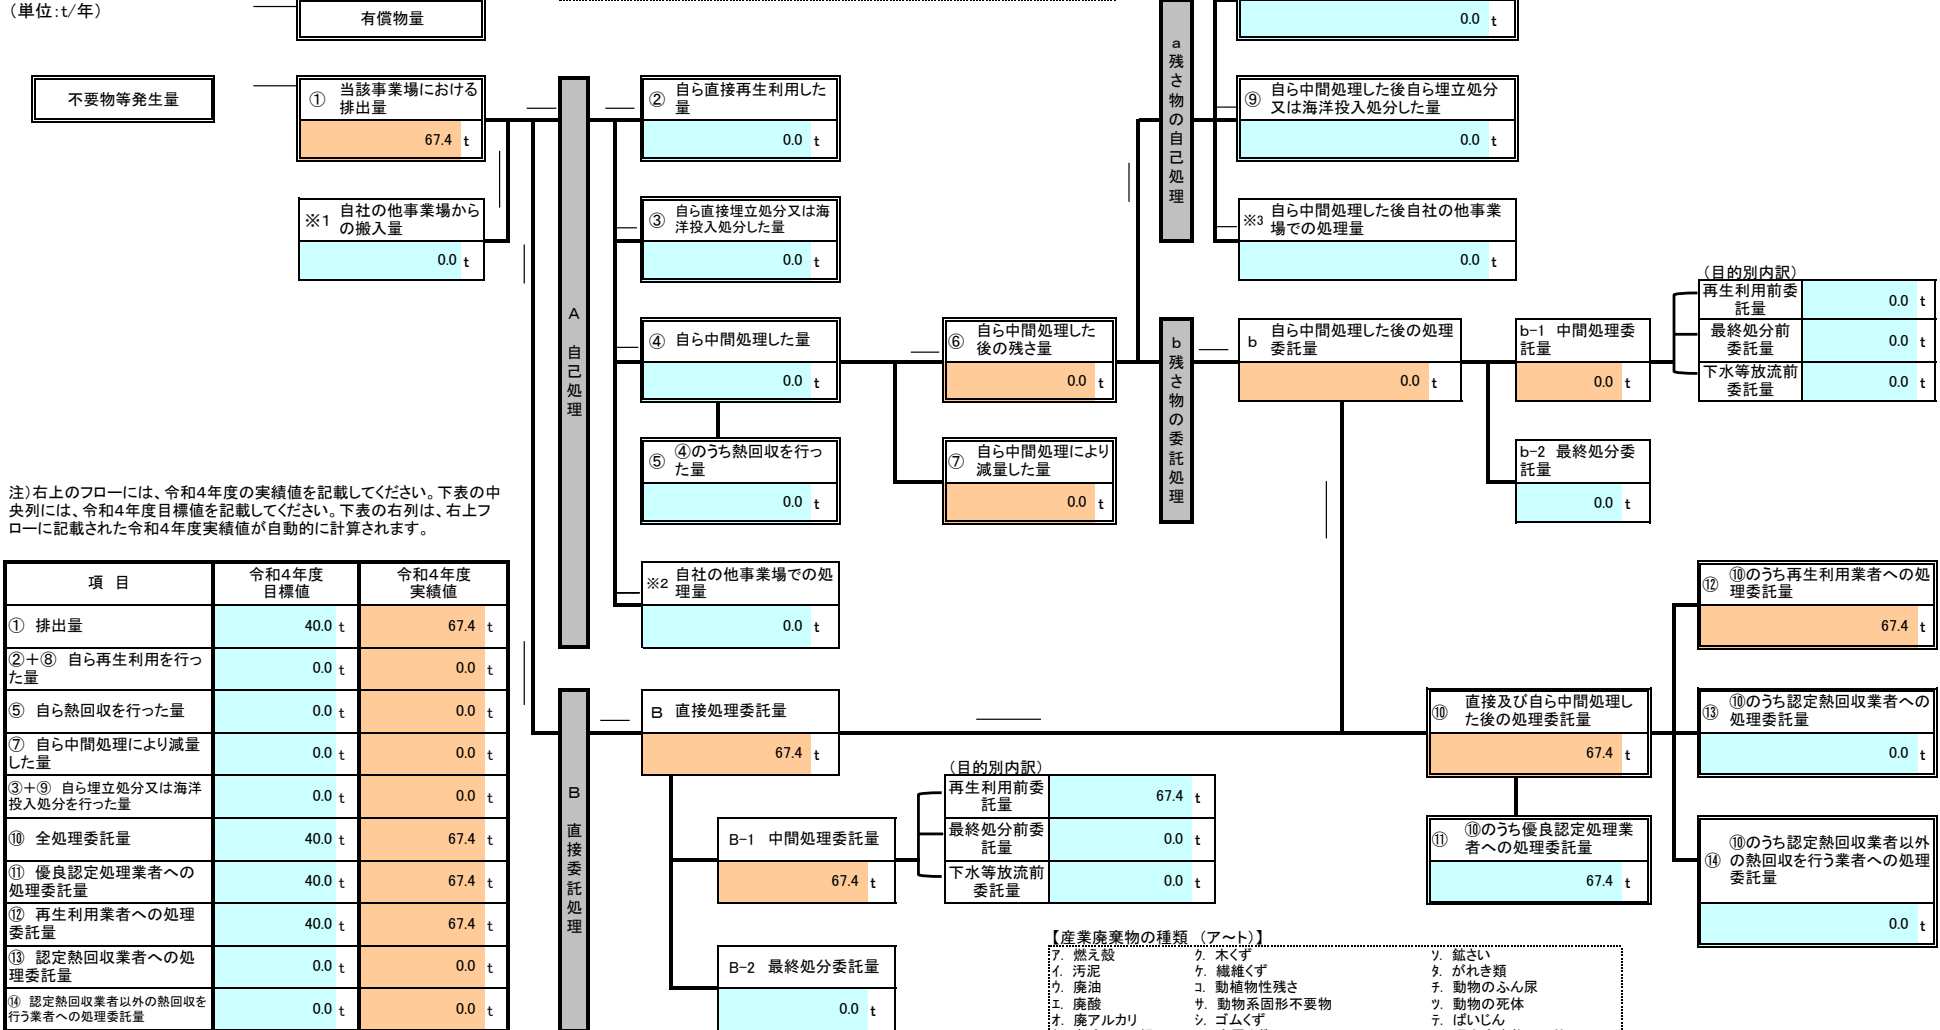 （単位:t/年）
有償物量
0.0 t
不要物等発生量
① 当該事業場における
排出量
67.4 t
※1 自社の他事業場から
の搬入量
0.0 t
A 自己処理
② 自ら直接再生利用した
量
0.0 t
③ 自ら直接埋立処分又は海
洋投入処分した量
0.0 t
④ 自ら中間処理した量
0.0 t
⑤ ④のうち熱回収を行っ
た量
0.0 t
※2 自社の他事業場での処
理量
0.0 t
⑥ 自ら中間処理した
後の残さ量
0.0 t
⑦ 自ら中間処理により
減量した量
0.0 t
a 残さ物の自己処理
⑨ 自ら中間処理した後自ら埋立処分
又は海洋投入処分した量
0.0 t
※3 自ら中間処理した後自社の他事業
場での処理量
0.0 t
b 残さ物の委託処理
b 自ら中間処理した後の処理
委託量
0.0 t
b-1 中間処理委
託量
0.0 t
b-2 最終処分委
託量
0.0 t
（目的別内訳）
再生利用前委
託量
0.0 t
最終処分前
委託量
0.0 t
下水等放流前
委託量
0.0 t
注）右上のフローには、令和4年度の実績値を記載してください。下表の中
央列には、令和4年度目標値を記載してください。下表の右列は、右上フ
ローに記載された令和4年度実績値が自動的に計算されます。
項 目 令和4年度
目標値 令和4年度
実績値
① 排出量 40.0 t 67.4 t
②＋⑧ 自ら再生利用を行っ
た量 0.0 t 0.0 t
⑤ 自ら熱回収を行った量 0.0 t 0.0 t
⑦ 自ら中間処理により減量
した量 0.0 t 0.0 t
③＋⑨ 自ら埋立処分又は海洋
投入処分を行った量 0.0 t 0.0 t
⑩ 全処理委託量 40.0 t 67.4 t
⑪ 優良認定処理業者への
処理委託量 40.0 t 67.4 t
⑫ 再生利用業者への処理
委託量 40.0 t 67.4 t
⑬ 認定熱回収業者への処
理委託量 0.0 t 0.0 t
⑭ 認定熱回収業者以外の熱回収を
行う業者への処理委託量 0.0 t 0.0 t
B 直接委託処理
B 直接処理委託量
67.4 t
B-1 中間処理委託量
67.4 t
B-2 最終処分委託量
0.0 t
（目的別内訳）
再生利用前委
託量
67.4 t
最終処分前委
託量
0.0 t
下水等放流前
委託量
0.0 t
⑩ 直接及び自ら中間処理し
た後の処理委託量
67.4 t
⑪ ⑩のうち優良認定処理業
者への処理委託量
67.4 t
⑫ ⑩のうち再生利用業者への処
理委託量
67.4 t
⑬ ⑩のうち認定熱回収業者への
処理委託量
0.0 t
⑭ ⑩のうち認定熱回収業者以外
の熱回収を行う業者への処理
委託量
0.0 t
【産業廃棄物の種類 （ア～ト）】
ア. 燃え殻 ク. 木くず ソ. 鉱さい
イ. 汚泥 ケ. 繊維くず タ. がれき類
ウ. 廃油 コ. 動植物性残さ チ. 動物のふん尿
エ. 廃酸 サ. 動物系固形不要物 ツ. 動物の死体
オ. 廃アルカリ シ. ゴムくず テ. ばいじん